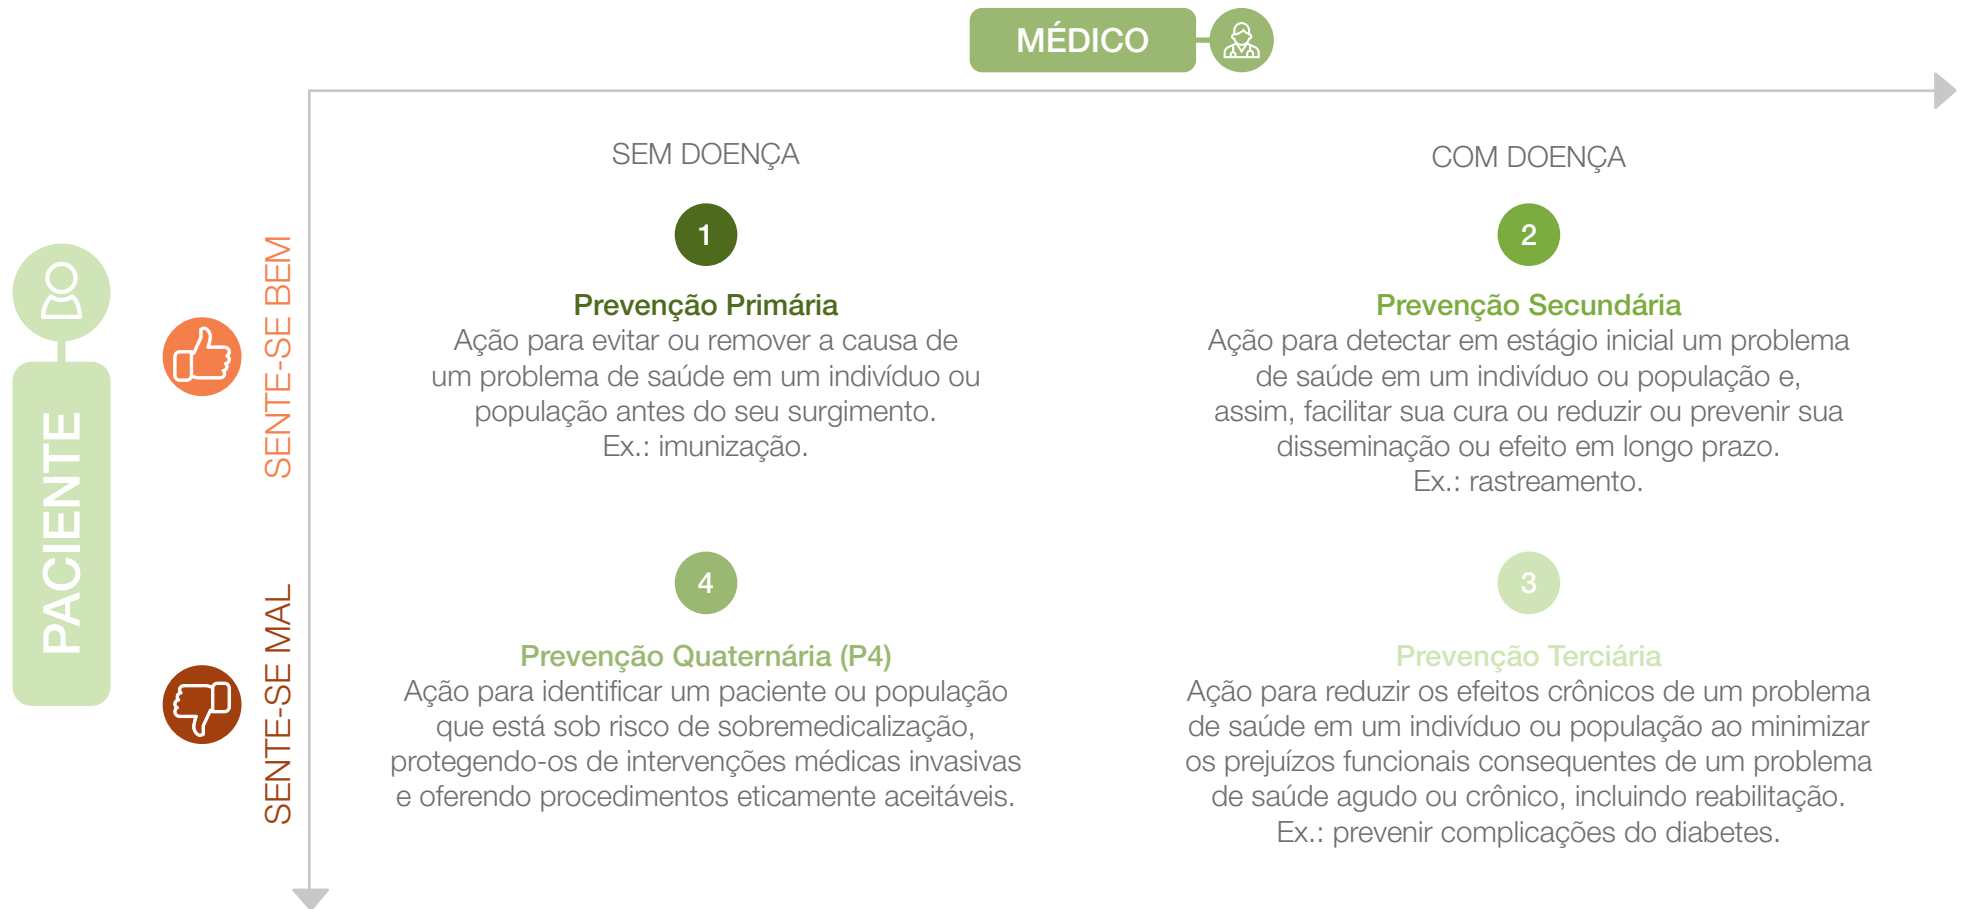 MÉDICO
SEM DOENÇA
COM DOENÇA
PACIENTE
SENTE-SE BEM
1
Prevenção Primária
Ação para evitar ou remover a causa de
um problema de saúde em um indivíduo ou
população antes do seu surgimento.
Ex.: imunização.
2
Prevenção Secundária
Ação para detectar em estágio inicial um problema
de saúde em um indivíduo ou população e,
assim, facilitar sua cura ou reduzir ou prevenir sua
disseminação ou efeito em longo prazo.
Ex.: rastreamento.
SENTE-SE MAL
4
Prevenção Quaternária (P4)
Ação para identificar um paciente ou população
que está sob risco de sobremedicalização,
protegendo-os de intervenções médicas invasivas
e oferendo procedimentos eticamente aceitáveis.
3
Prevenção Terciária
Ação para reduzir os efeitos crônicos de um problema
de saúde em um indivíduo ou população ao minimizar
os prejuízos funcionais consequentes de um problema
de saúde agudo ou crônico, incluindo reabilitação.
Ex.: prevenir complicações do diabetes.